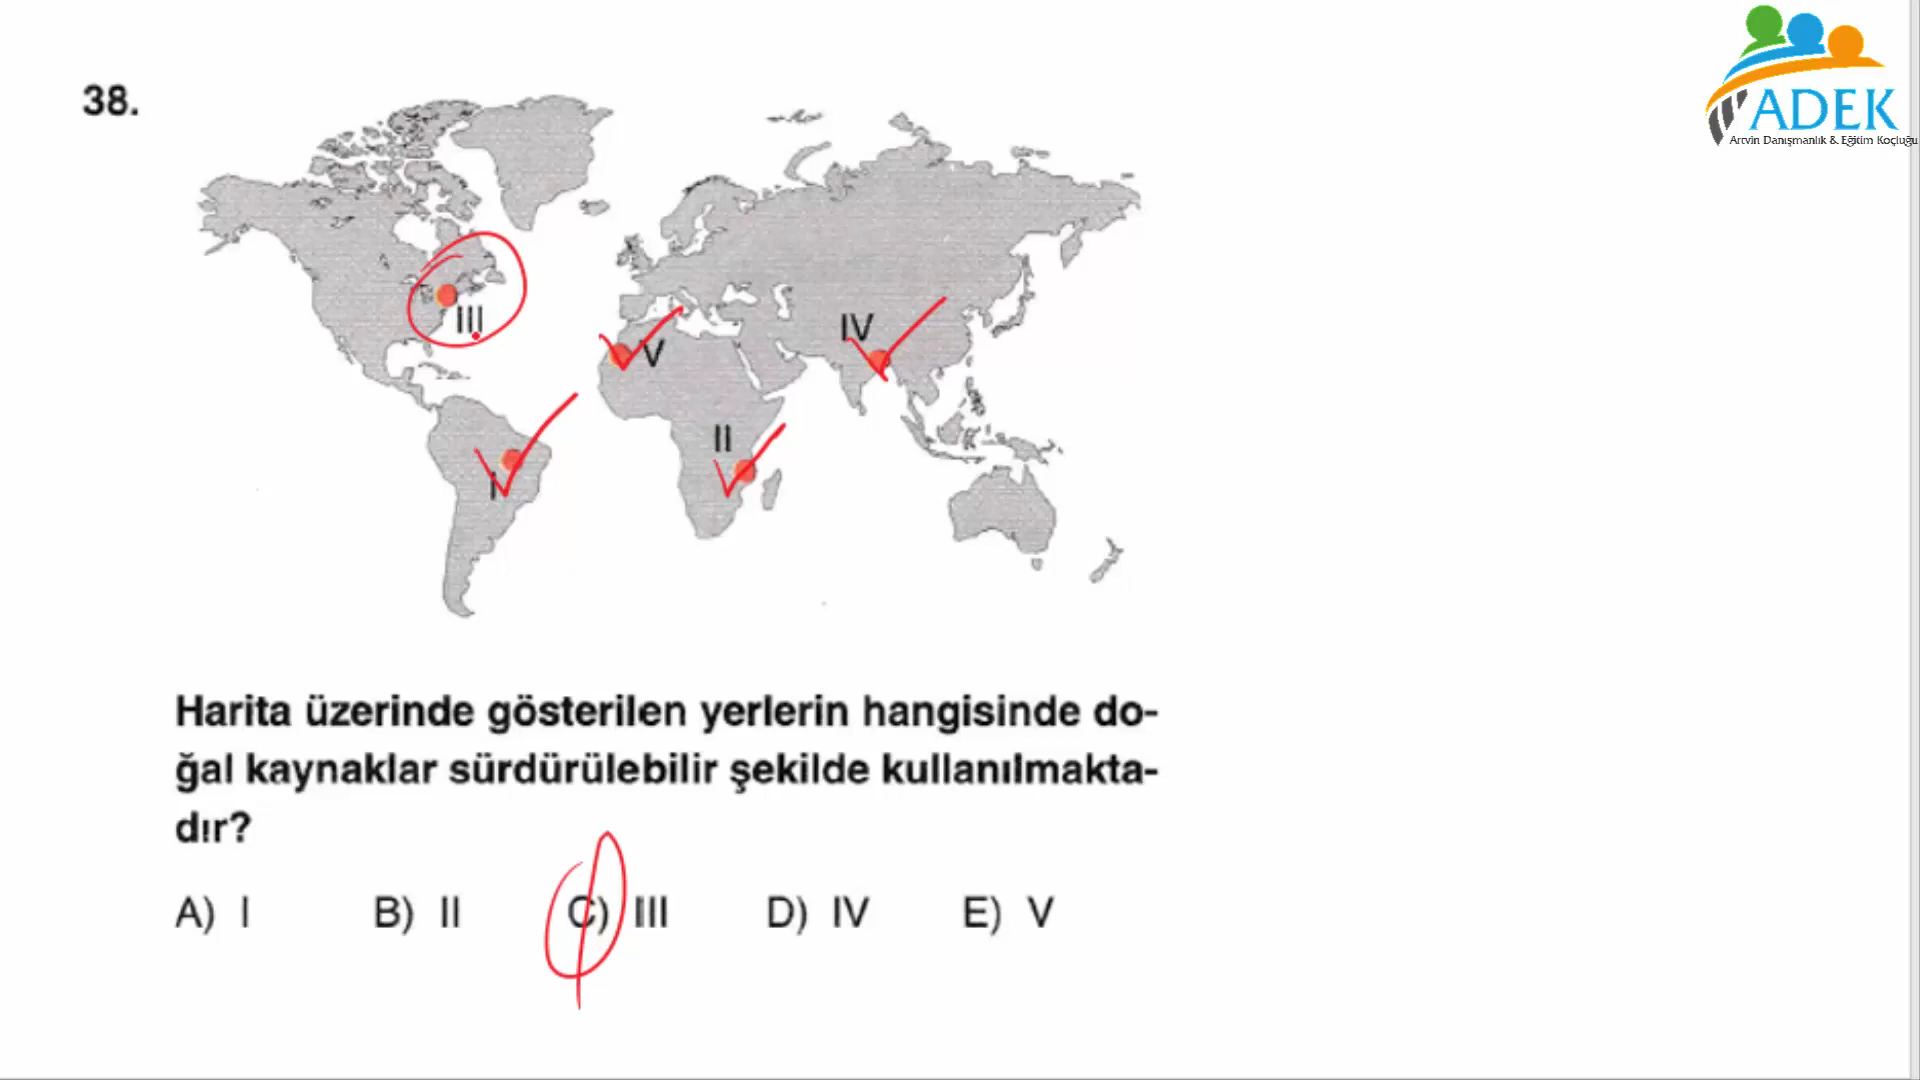 ADEK
Artvin Danışmanlık & Eğitim Koçluğu
38.
III
V
IV
II
I
Harita üzerinde gösterilen yerlerin hangisinde do-
ğal kaynaklar sürdürülebilir şekilde kullanılmakta-
dır?
A) I B) II C) III D) IV E) V